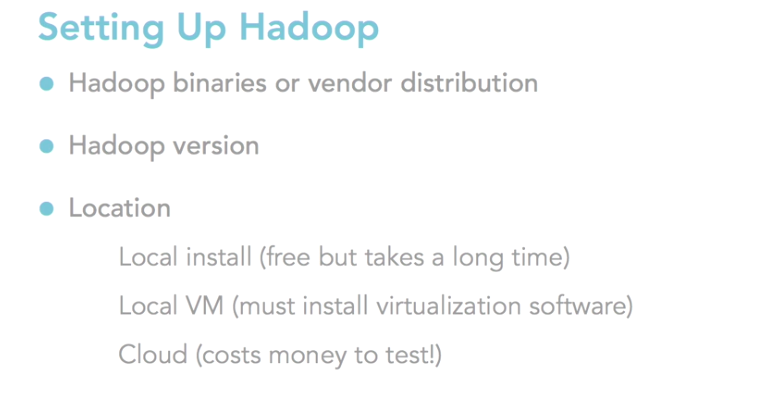 Setting Up Hadoop
● Hadoop binaries or vendor distribution
● Hadoop version
● Location
Local install (free but takes a long time)
Local VM (must install virtualization software)
Cloud (costs money to test!)